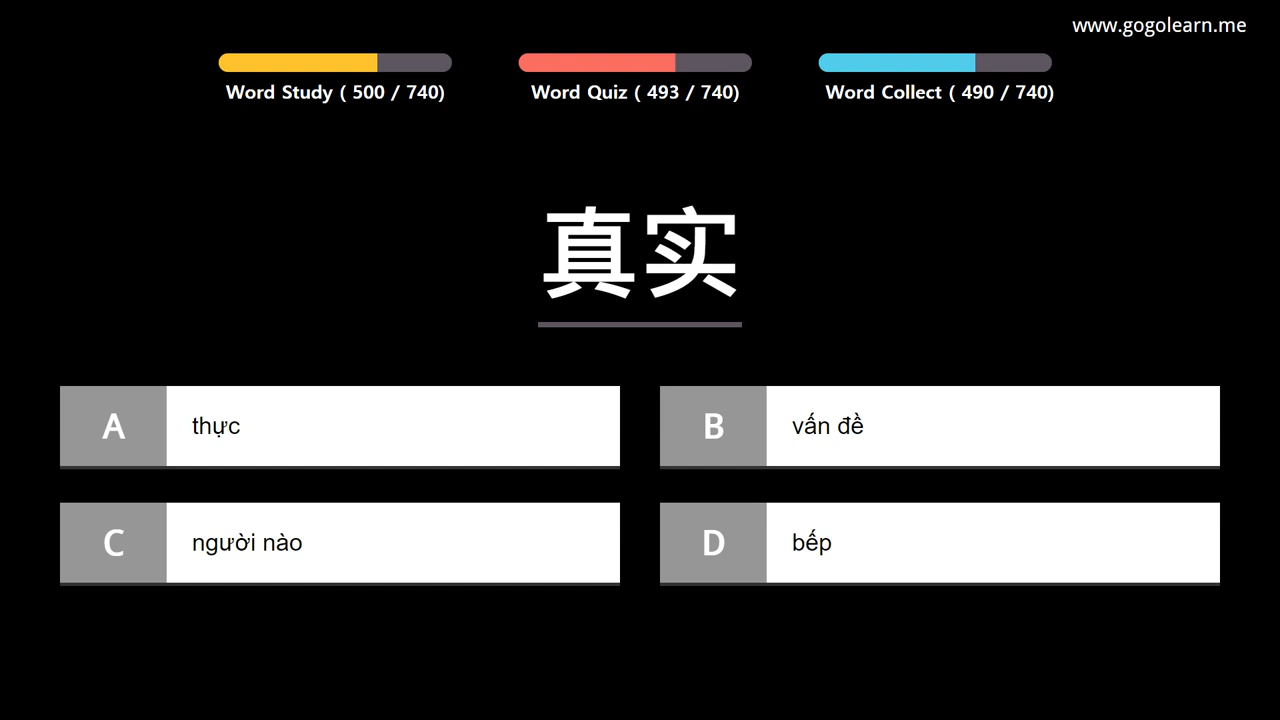 www.gogolearn.me
Word Study ( 500 / 740)
Word Quiz ( 493 / 740)
Word Collect ( 490 / 740)
真实
A thực
B vấn đề
C người nào
D bếp